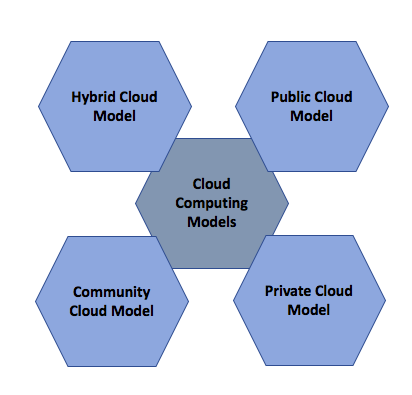 Hybrid Cloud
Model
Public Cloud
Model
Cloud
Computing
Models
Community
Cloud Model
Private Cloud
Model